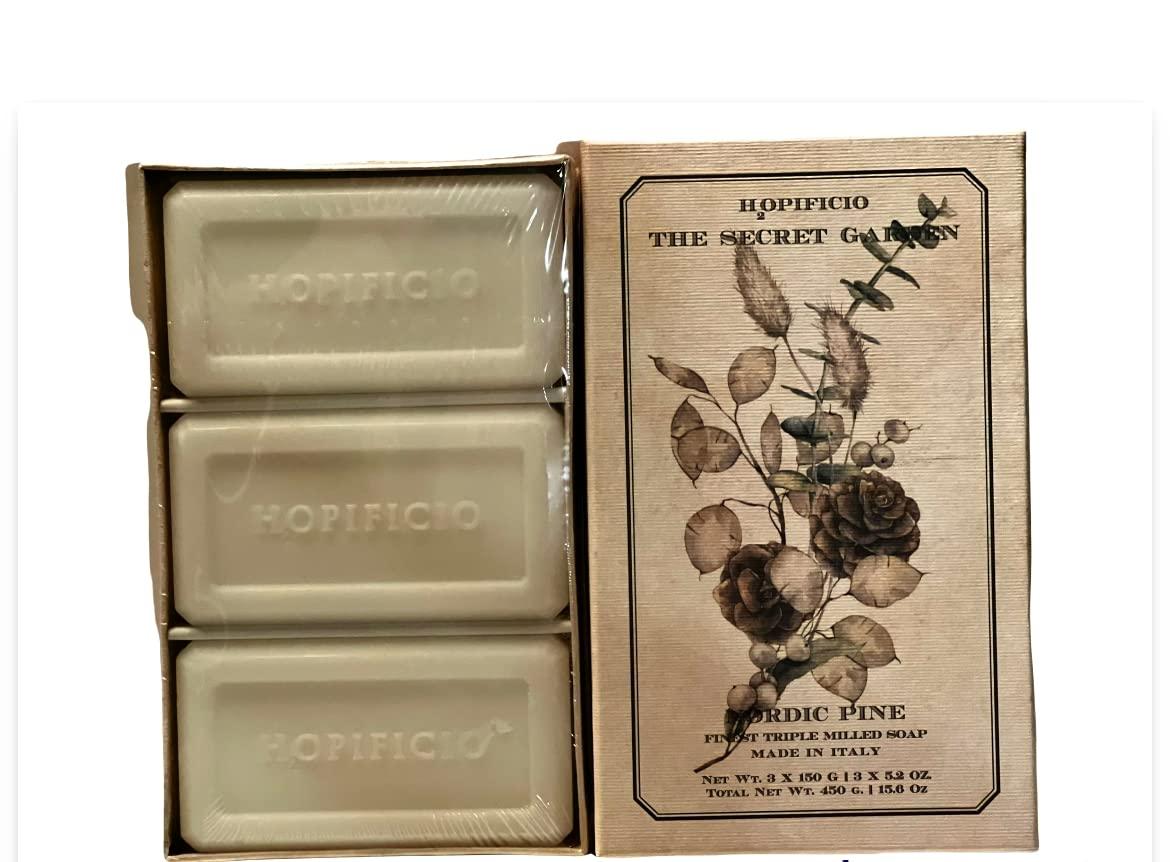 HOPIFICIO
HOPIFICIO
HOPIFICIO
H₂OPIFICIO
THE SECRET GARDEN
NORDIC PINE
FINEST TRIPLE MILLED SOAP
MADE IN ITALY
NET WT. 3 X 150 G | 3 X 5.2 OZ.
TOTAL NET WT. 450 G. | 15.6 OZ